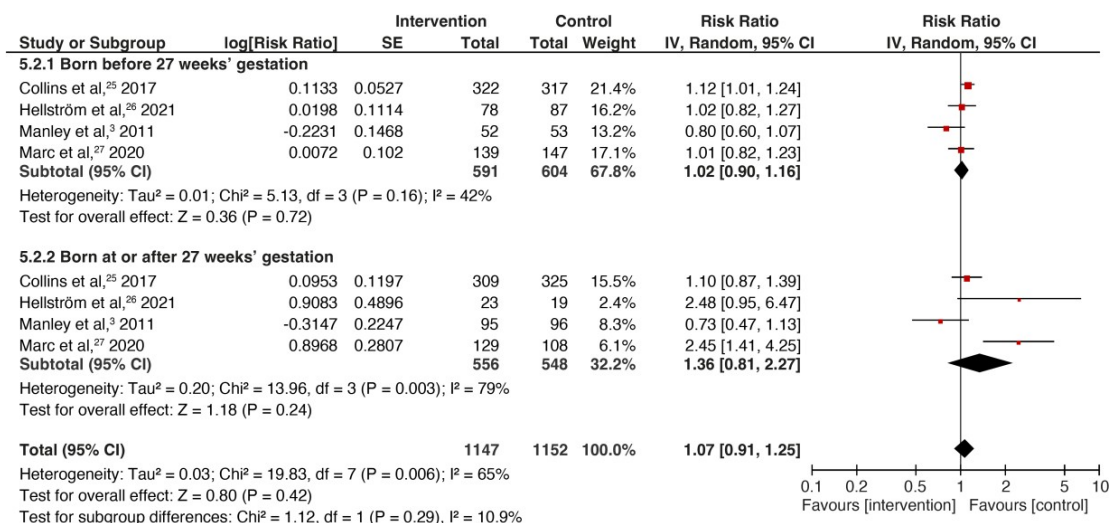 Intervention Control Risk Ratio Risk Ratio
Study or Subgroup log[Risk Ratio] SE Total Total Weight IV, Random, 95% CI IV, Random, 95% CI
5.2.1 Born before 27 weeks’ gestation
Collins et al,25 2017 0.1133 0.0527 322 317 21.4% 1.12 [1.01, 1.24]
Hellström et al,26 2021 0.0198 0.1114 78 87 16.2% 1.02 [0.82, 1.27]
Manley et al,3 2011 -0.2231 0.1468 52 53 13.2% 0.80 [0.60, 1.07]
Marc et al,27 2020 0.0072 0.102 139 147 17.1% 1.01 [0.82, 1.23]
Subtotal (95% CI) 591 604 67.8% 1.02 [0.90, 1.16]
Heterogeneity: Tau² = 0.01; Chi² = 5.13, df = 3 (P = 0.16); I² = 42%
Test for overall effect: Z = 0.36 (P = 0.72)
5.2.2 Born at or after 27 weeks’ gestation
Collins et al,25 2017 0.0953 0.1197 309 325 15.5% 1.10 [0.87, 1.39]
Hellström et al,26 2021 0.9083 0.4896 23 19 2.4% 2.48 [0.95, 6.47]
Manley et al,3 2011 -0.3147 0.2247 95 96 8.3% 0.73 [0.47, 1.13]
Marc et al,27 2020 0.8968 0.2807 129 108 6.1% 2.45 [1.41, 4.25]
Subtotal (95% CI) 556 548 32.2% 1.36 [0.81, 2.27]
Heterogeneity: Tau² = 0.20; Chi² = 13.96, df = 3 (P = 0.003); I² = 79%
Test for overall effect: Z = 1.18 (P = 0.24)
Total (95% CI) 1147 1152 100.0% 1.07 [0.91, 1.25]
Heterogeneity: Tau² = 0.03; Chi² = 19.83, df = 7 (P = 0.006); I² = 65%
Test for overall effect: Z = 0.80 (P = 0.42)
Test for subgroup differences: Chi² = 1.12, df = 1 (P = 0.29), I² = 10.9%
0.1 0.2 0.5 1 2 5 10
Favours [intervention] Favours [control]